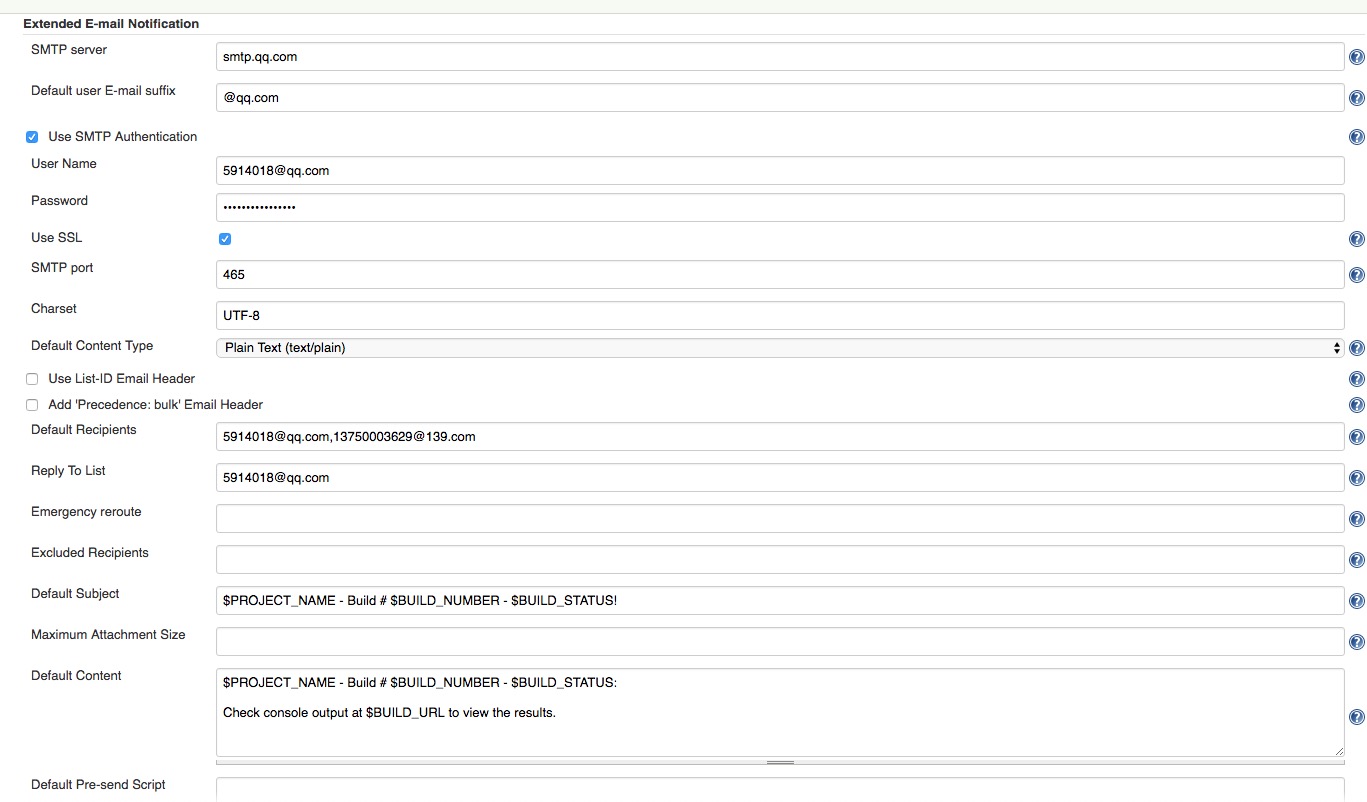 Extended E-mail Notification
SMTP server
smtp.qq.com
Default user E-mail suffix
@qq.com
Use SMTP Authentication
User Name
5914018@qq.com
Password
••••••••••••••••
Use SSL
SMTP port
465
Charset
UTF-8
Default Content Type
Plain Text (text/plain)
Use List-ID Email Header
Add 'Precedence: bulk' Email Header
Default Recipients
5914018@qq.com,13750003629@139.com
Reply To List
5914018@qq.com
Emergency reroute
Excluded Recipients
Default Subject
$PROJECT_NAME - Build # $BUILD_NUMBER - $BUILD_STATUS!
Maximum Attachment Size
Default Content
$PROJECT_NAME - Build # $BUILD_NUMBER - $BUILD_STATUS:
Check console output at $BUILD_URL to view the results.
Default Pre-send Script